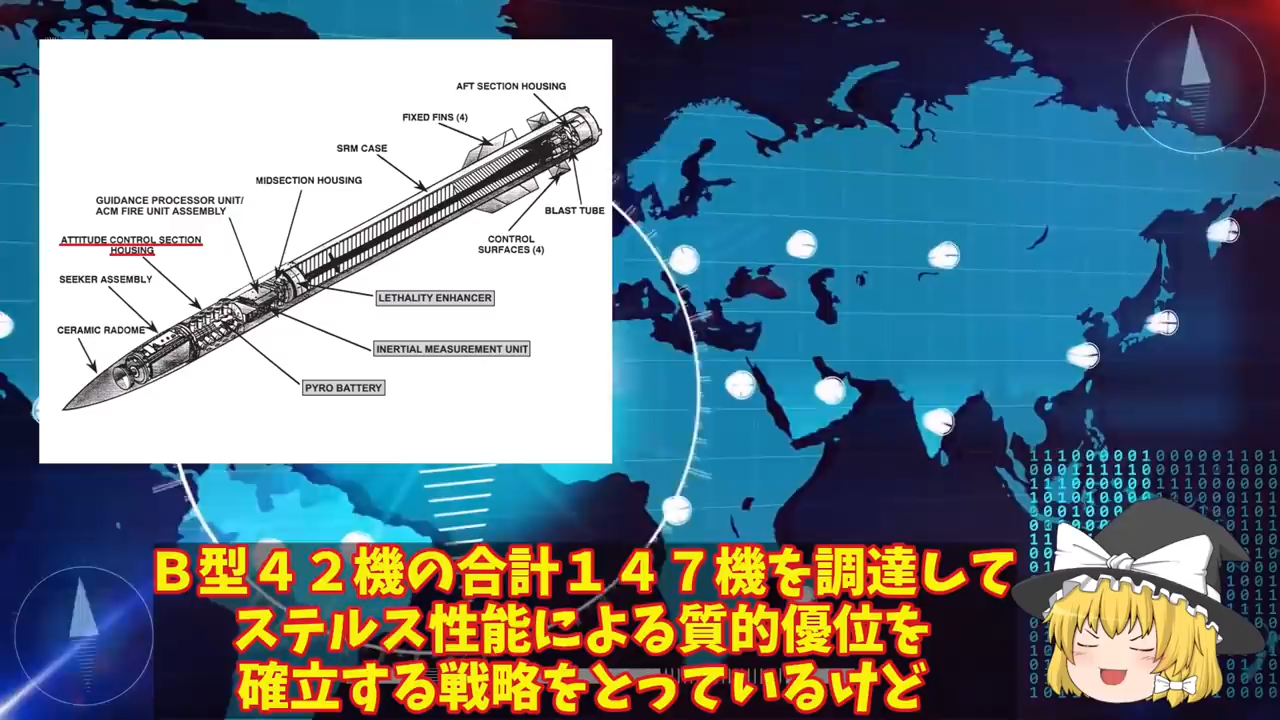 AFT SECTION HOUSING
FIXED FINS (4)
SRM CASE
MIDSECTION HOUSING
GUIDANCE PROCESSOR UNIT/
ACM FIRE UNIT ASSEMBLY
BLAST TUBE
CONTROL
SURFACES (4)
ATTITUDE CONTROL SECTION
HOUSING
SEEKER ASSEMBLY
LETHALITY ENHANCER
CERAMIC RADOME
INERTIAL MEASUREMENT UNIT
PYRO BATTERY
B型42機の合計147機を調達して
ステルス性能による質的優位を
確立する戦略をとっているけど